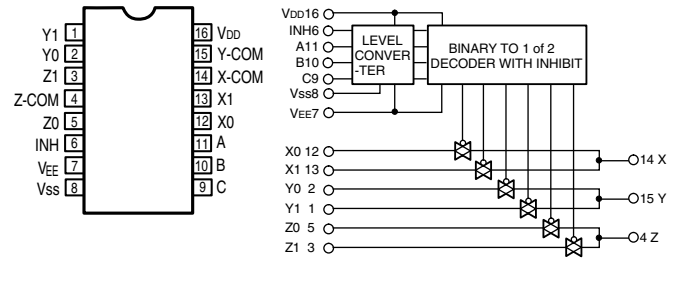 Y1 1
Y0 2
Z1 3
Z-COM 4
Z0 5
INH 6
VEE 7
Vss 8
16 VDD
15 Y-COM
14 X-COM
13 X1
12 X0
11 A
10 B
9 C
VDD16
INH6
A11
B10
C9
Vss8
VEE7
LEVEL
CONVER
-TER
BINARY TO 1 of 2
DECODER WITH INHIBIT
X0 12
X1 13
Y0 2
Y1 1
Z0 5
Z1 3
14 X
15 Y
4 Z